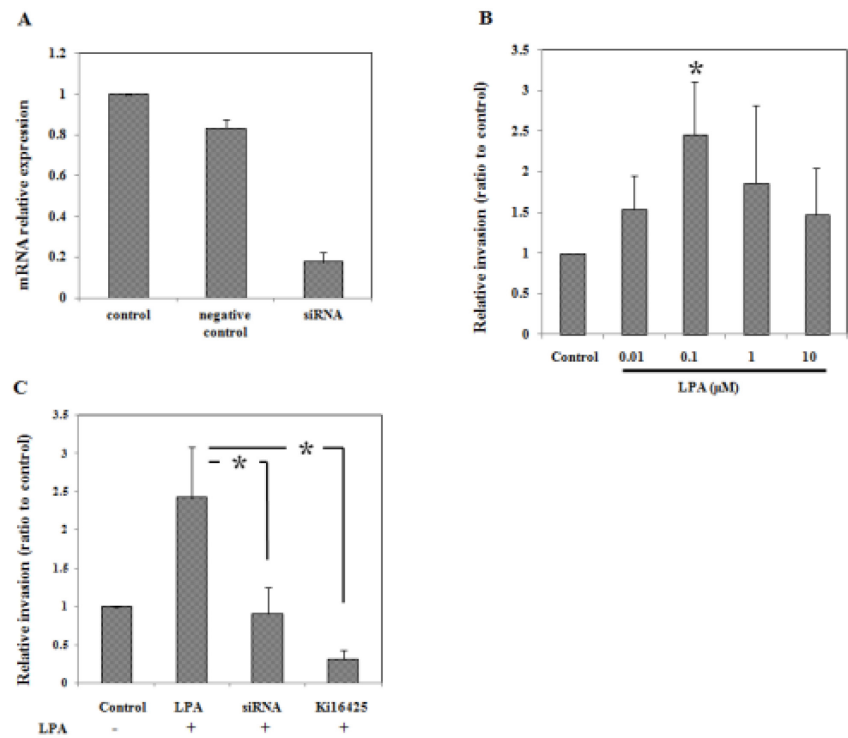 A
mRNA relative expression
1.2
1
0.8
0.6
0.4
0.2
0
control
negative
control
siRNA
B
Relative invasion (ratio to control)
3.5
3
2.5
2
1.5
1
0.5
0
*
Control
0.01
0.1
1
10
LPA (µM)
C
Relative invasion (ratio to control)
3.5
3
2.5
2
1.5
1
0.5
0
*
*
Control LPA siRNA Ki16425
LPA - + + +